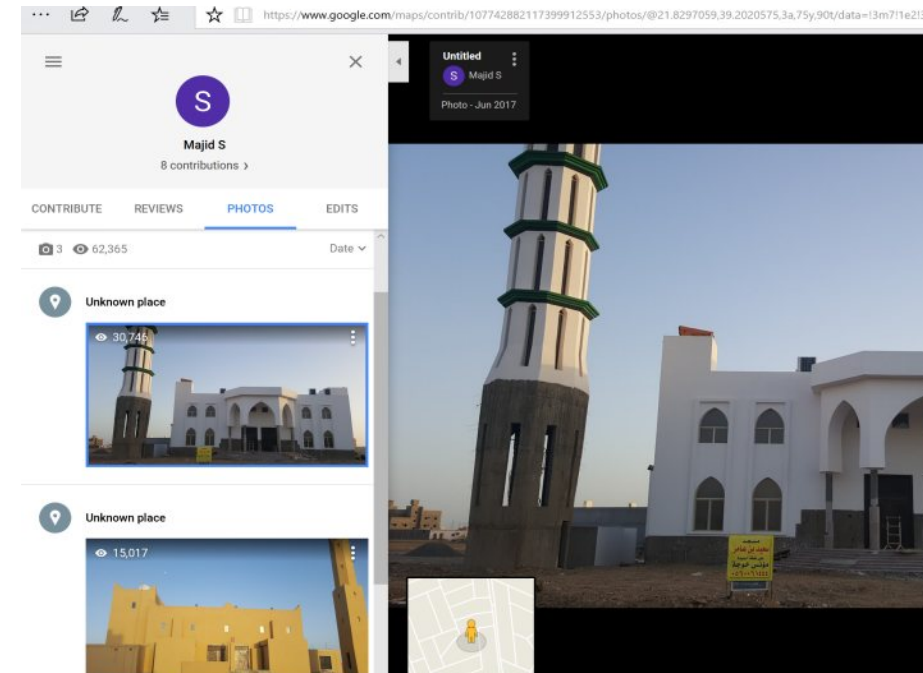 https://www.google.com/maps/contrib/107742882117399912553/photos/@21.8297059,39.2020575,3a,75y,90t/data=!3m7!1e2!3
S
Majid S
8 contributions ›
CONTRIBUTE REVIEWS PHOTOS EDITS
3 62,365 Date
Unknown place
30,746
Unknown place
15,017
Untitled
S Majid S
Photo - Jun 2017
مسجد